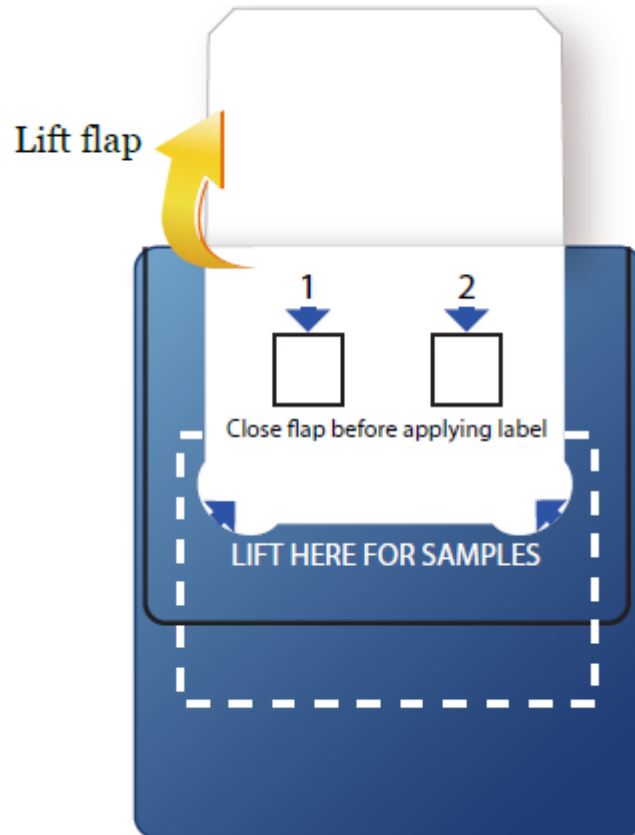 Lift flap
1 2
Close flap before applying label
LIFT HERE FOR SAMPLES